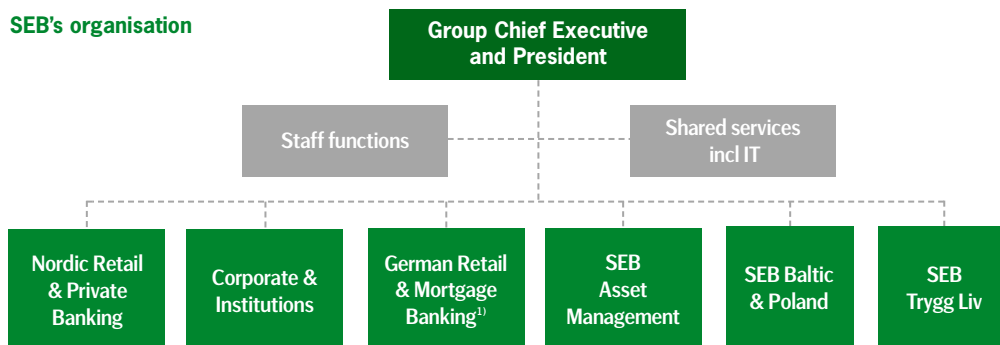 SEB's organisation
Group Chief Executive
and President
Staff functions
Shared services
incl IT
Nordic Retail
& Private
Banking
Corporate &
Institutions
German Retail
& Mortgage
Banking¹⁾
SEB
Asset
Management
SEB Baltic
& Poland
SEB
Trygg Liv